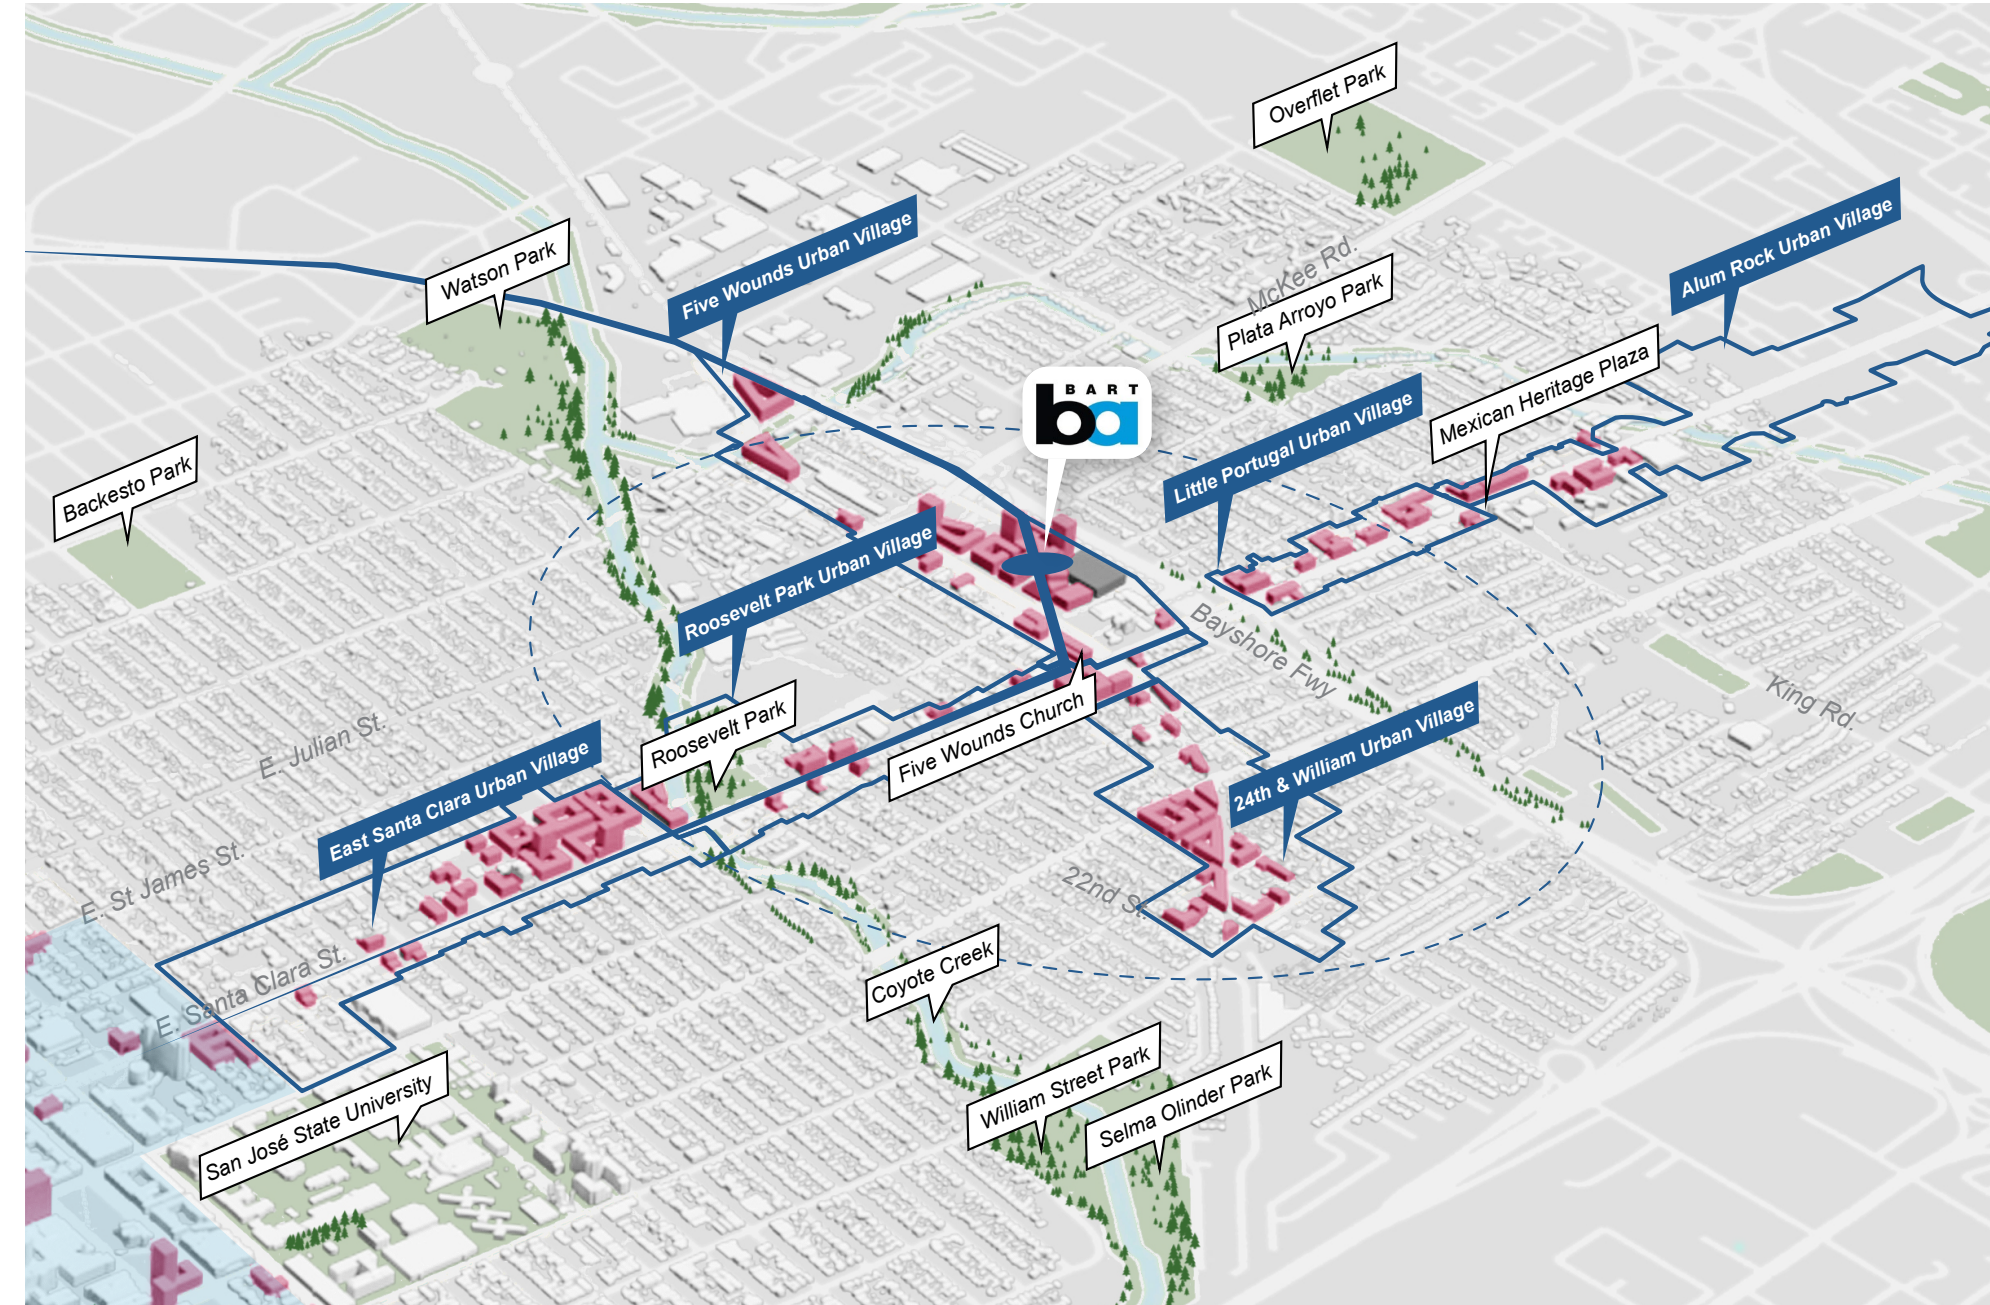 Overflet Park
Alum Rock Urban Village
Five Wounds Urban Village
Watson Park
McKee Rd.
Plata Arroyo Park
Mexican Heritage Plaza
BART
ba
Little Portugal Urban Village
Backesto Park
Roosevelt Park Urban Village
Bayshore Fwy
King Rd.
Roosevelt Park
Five Wounds Church
24th & William Urban Village
E. Julian St.
East Santa Clara Urban Village
E. St James St.
22nd St.
E. Santa Clara St.
Coyote Creek
William Street Park
Selma Olinder Park
San José State University